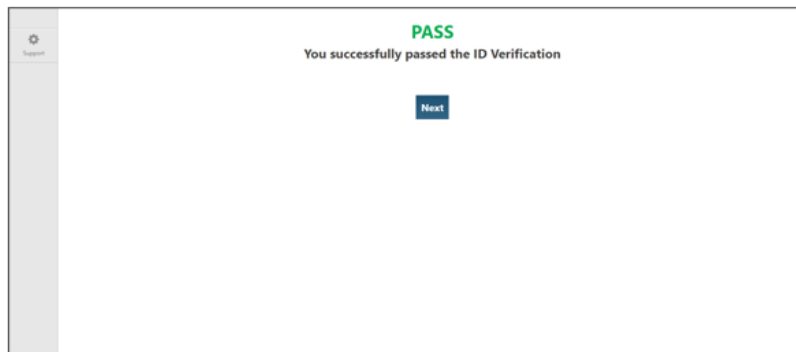 PASS
Support
You successfully passed the ID Verification
Next